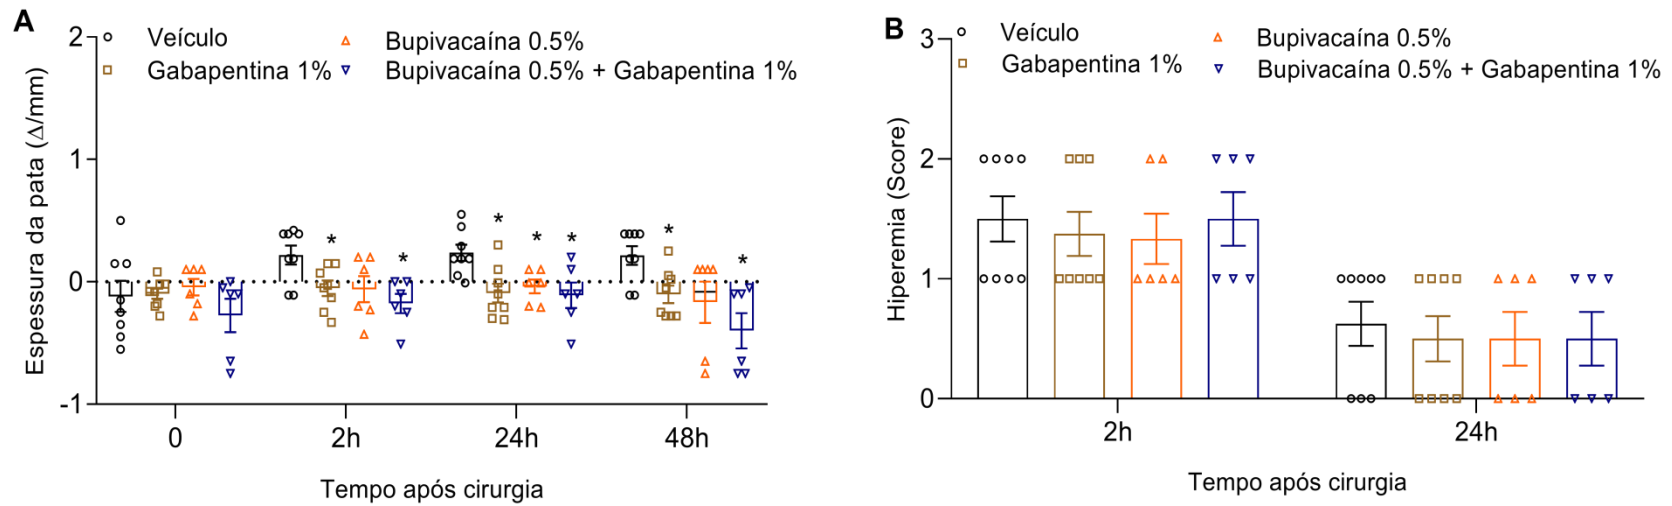 A
Veículo
Bupivacaína 0.5%
Gabapentina 1%
Bupivacaína 0.5% + Gabapentina 1%
Espessura da pata (Δ/mm)
2
1
0
-1
* * * * * * *
0 2h 24h 48h
Tempo após cirurgia
B
Veículo
Bupivacaína 0.5%
Gabapentina 1%
Bupivacaína 0.5% + Gabapentina 1%
Hiperemia (Score)
3
2
1
0
2h 24h
Tempo após cirurgia